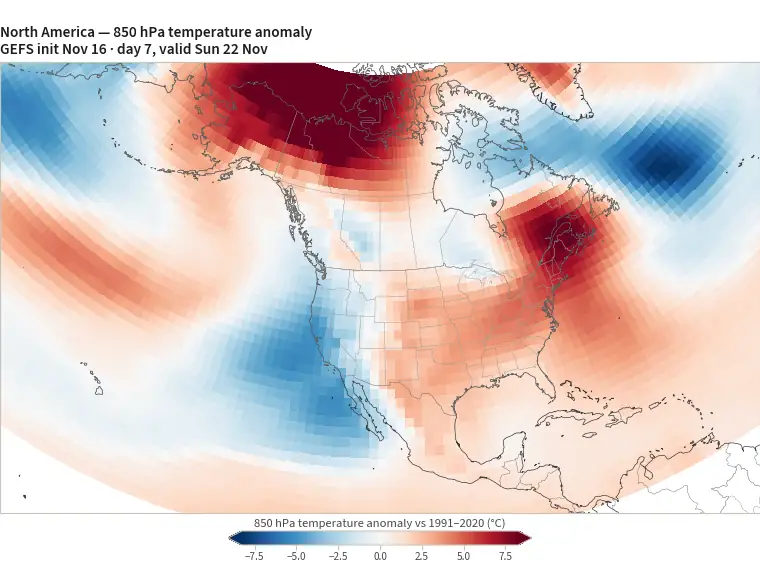 North America — 850 hPa temperature anomaly
GEFS init Nov 16 · day 7, valid Sun 22 Nov
850 hPa temperature anomaly vs 1991–2020 (°C)
−7.5 −5.0 −2.5 0.0 2.5 5.0 7.5